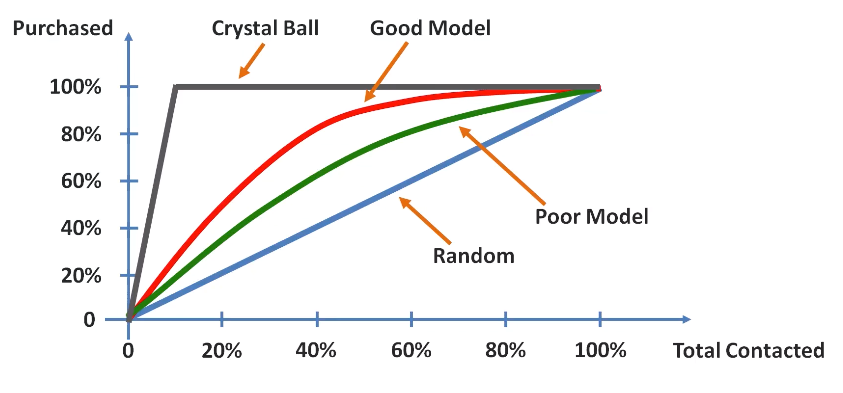 Purchased
Crystal Ball
Good Model
100%
80%
60%
Poor Model
40%
Random
20%
0
0 20% 40% 60% 80% 100% Total Contacted